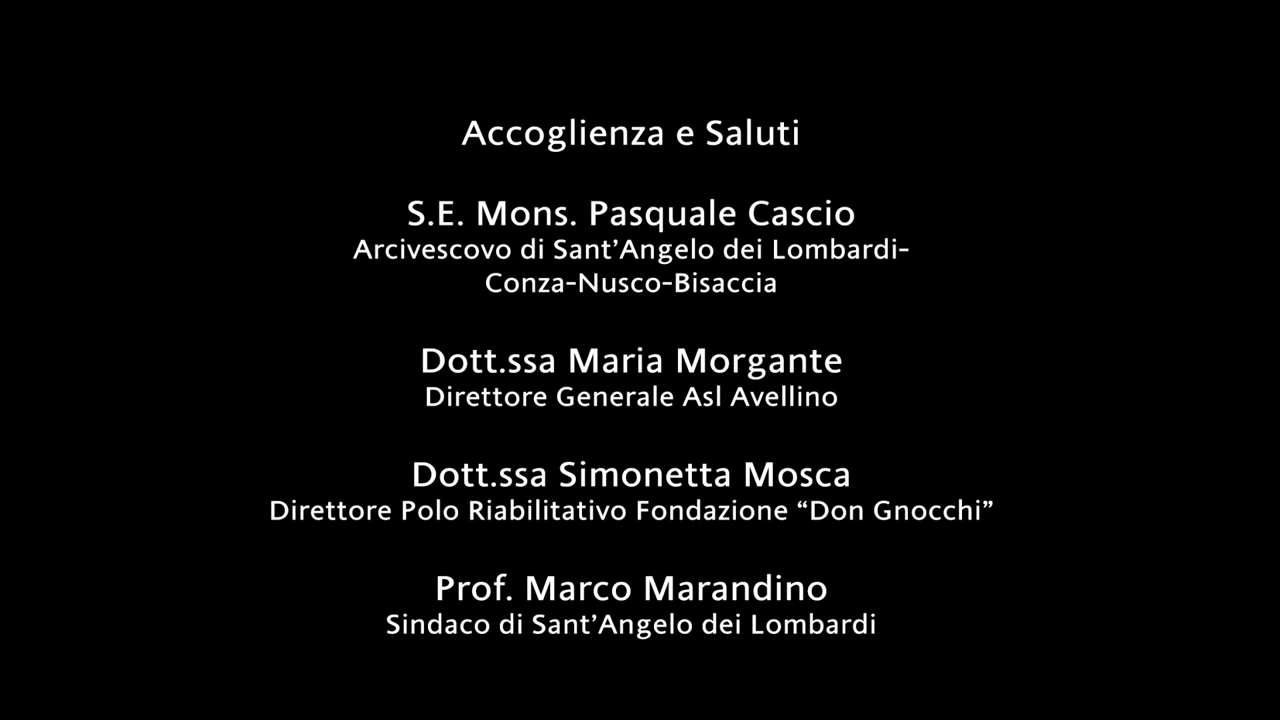 Accoglienza e Saluti
S.E. Mons. Pasquale Cascio
Arcivescovo di Sant’Angelo dei Lombardi-
Conza-Nusco-Bisaccia
Dott.ssa Maria Morgante
Direttore Generale Asl Avellino
Dott.ssa Simonetta Mosca
Direttore Polo Riabilitativo Fondazione “Don Gnocchi”
Prof. Marco Marandino
Sindaco di Sant’Angelo dei Lombardi